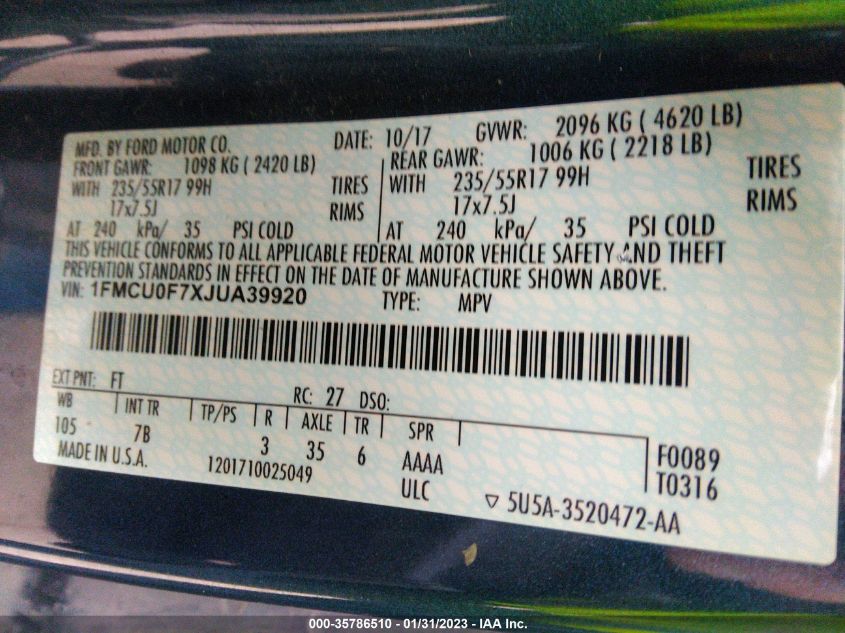 MFD. BY FORD MOTOR CO.
DATE: 10/17 GVWR: 2096 KG ( 4620 LB)
FRONT GAWR: 1098 KG ( 2420 LB)
WITH 235/55R17 99H TIRES
17x7.5J RIMS
AT 240 kPa/ 35 PSI COLD
REAR GAWR: 1006 KG ( 2218 LB)
WITH 235/55R17 99H TIRES
17x7.5J RIMS
AT 240 kPa/ 35 PSI COLD
THIS VEHICLE CONFORMS TO ALL APPLICABLE FEDERAL MOTOR VEHICLE SAFETY AND THEFT
PREVENTION STANDARDS IN EFFECT ON THE DATE OF MANUFACTURE SHOWN ABOVE.
VIN: 1FMCU0F7XJUA39920 TYPE: MPV
EXT PNT: FT RC: 27 DSO:
WB INT TR TP/PS R AXLE TR SPR
105 7B 3 35 6 AAAA F0089
MADE IN U.S.A. 1201710025049 ULC T0316
▽ 5U5A-3520472-AA
000-35786510 - 01/31/2023 - IAA Inc.